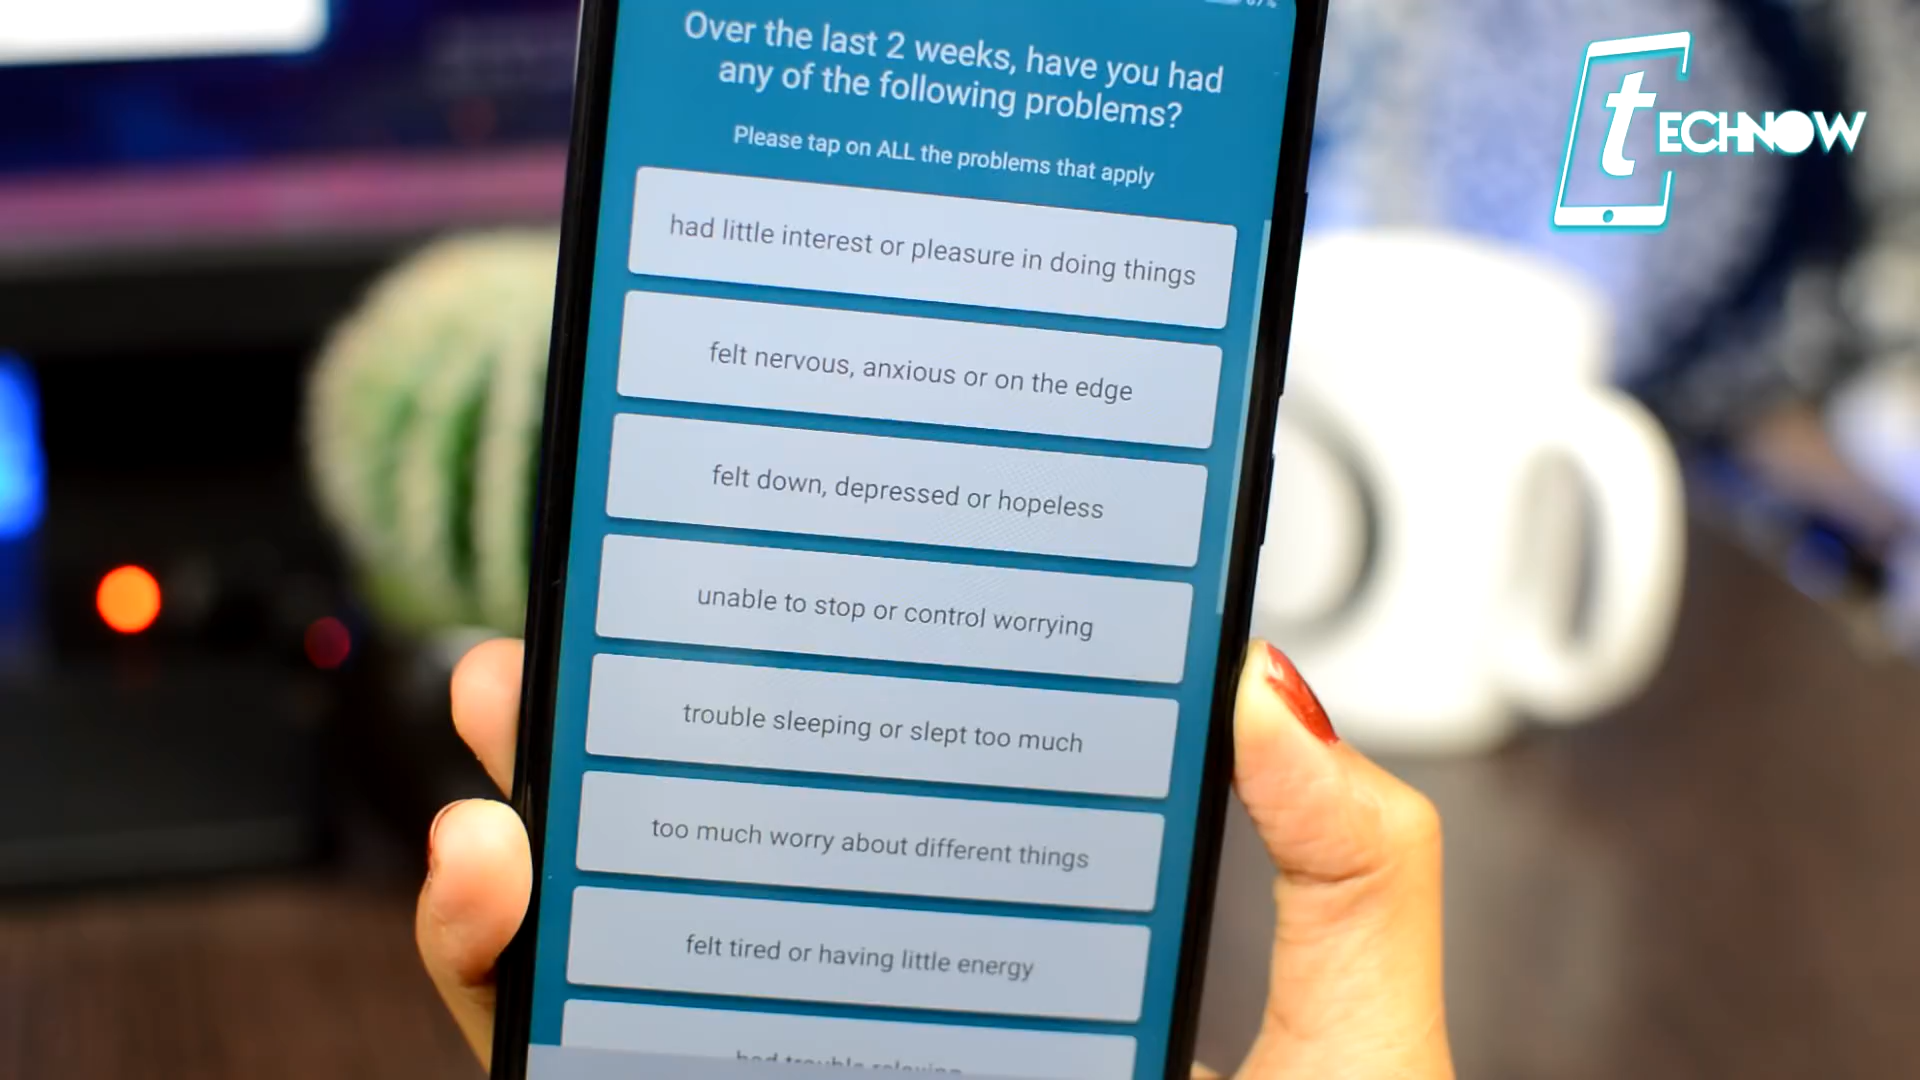 Over the last 2 weeks, have you had
any of the following problems?
Please tap on ALL the problems that apply
had little interest or pleasure in doing things
felt nervous, anxious or on the edge
felt down, depressed or hopeless
unable to stop or control worrying
trouble sleeping or slept too much
too much worry about different things
felt tired or having little energy
had trouble relaxing
tECHNOW